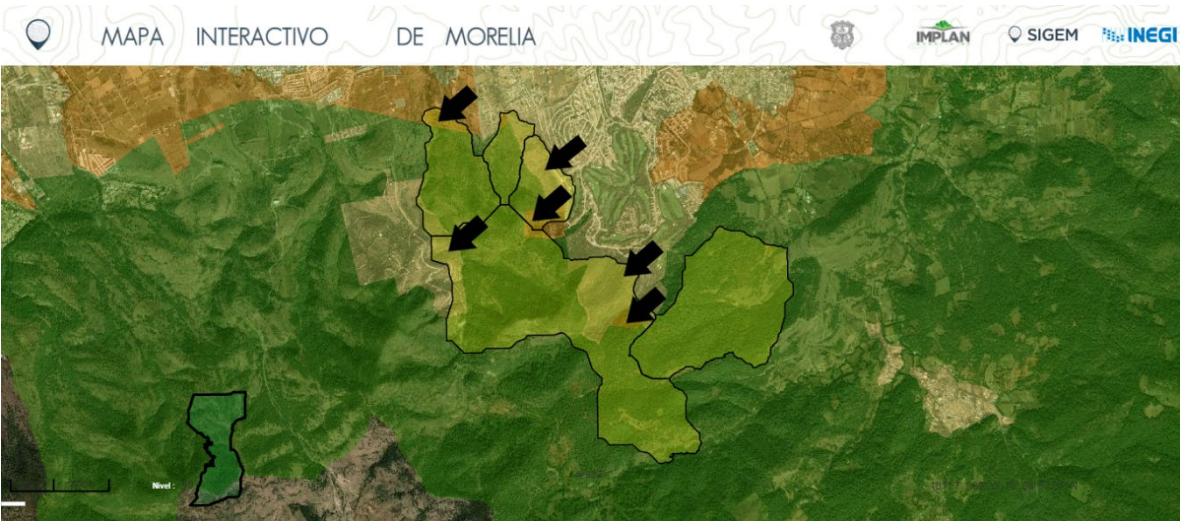 MAPA INTERACTIVO DE MORELIA
IMPLAN
SIGEM
INEGI
Nivel :